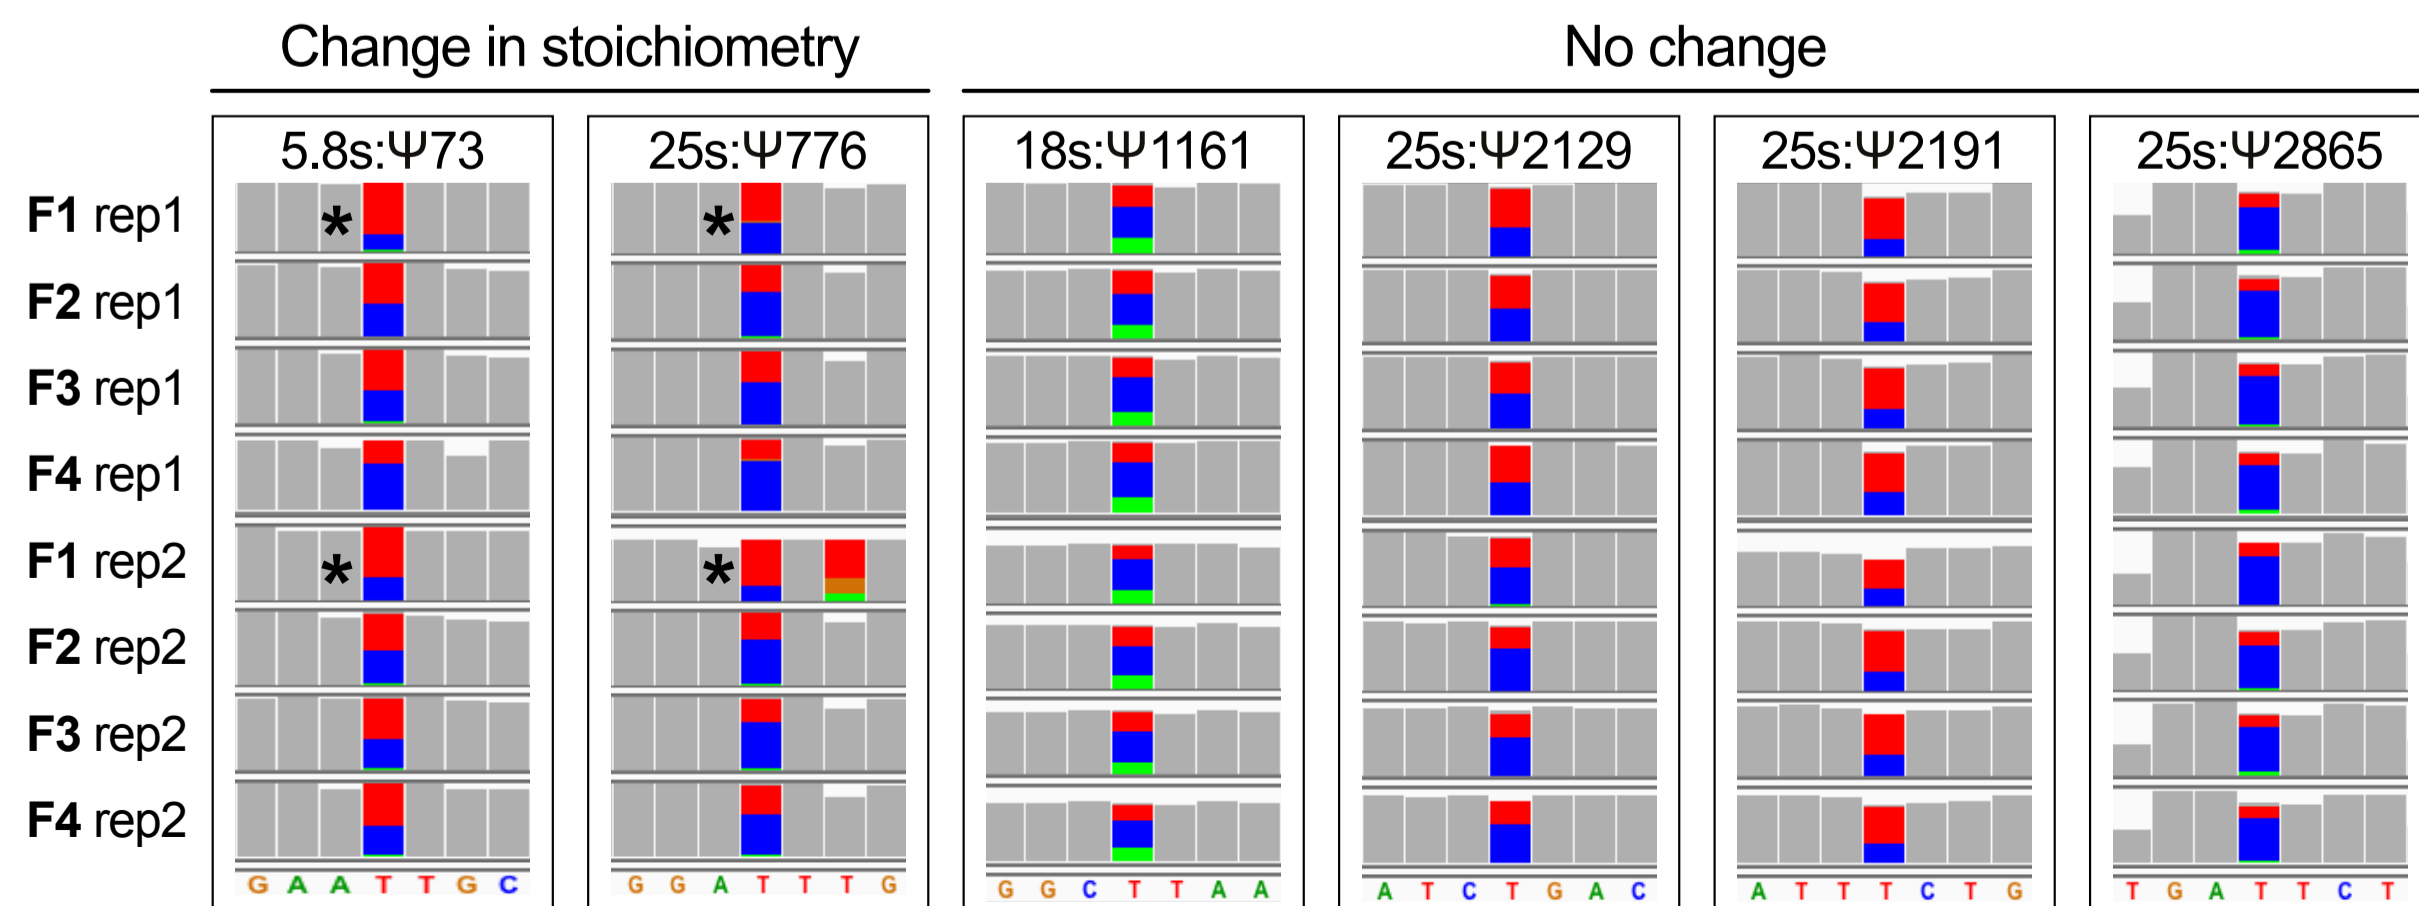 Change in stoichiometry No change
5.8s:Ψ73 25s:Ψ776 18s:Ψ1161 25s:Ψ2129 25s:Ψ2191 25s:Ψ2865
F1 rep1 * *
F2 rep1
F3 rep1
F4 rep1
F1 rep2 * *
F2 rep2
F3 rep2
F4 rep2
G A A T T G C G G A T T T G G G C T T A A A T C T G A C A T T T C T G T G A T T C T